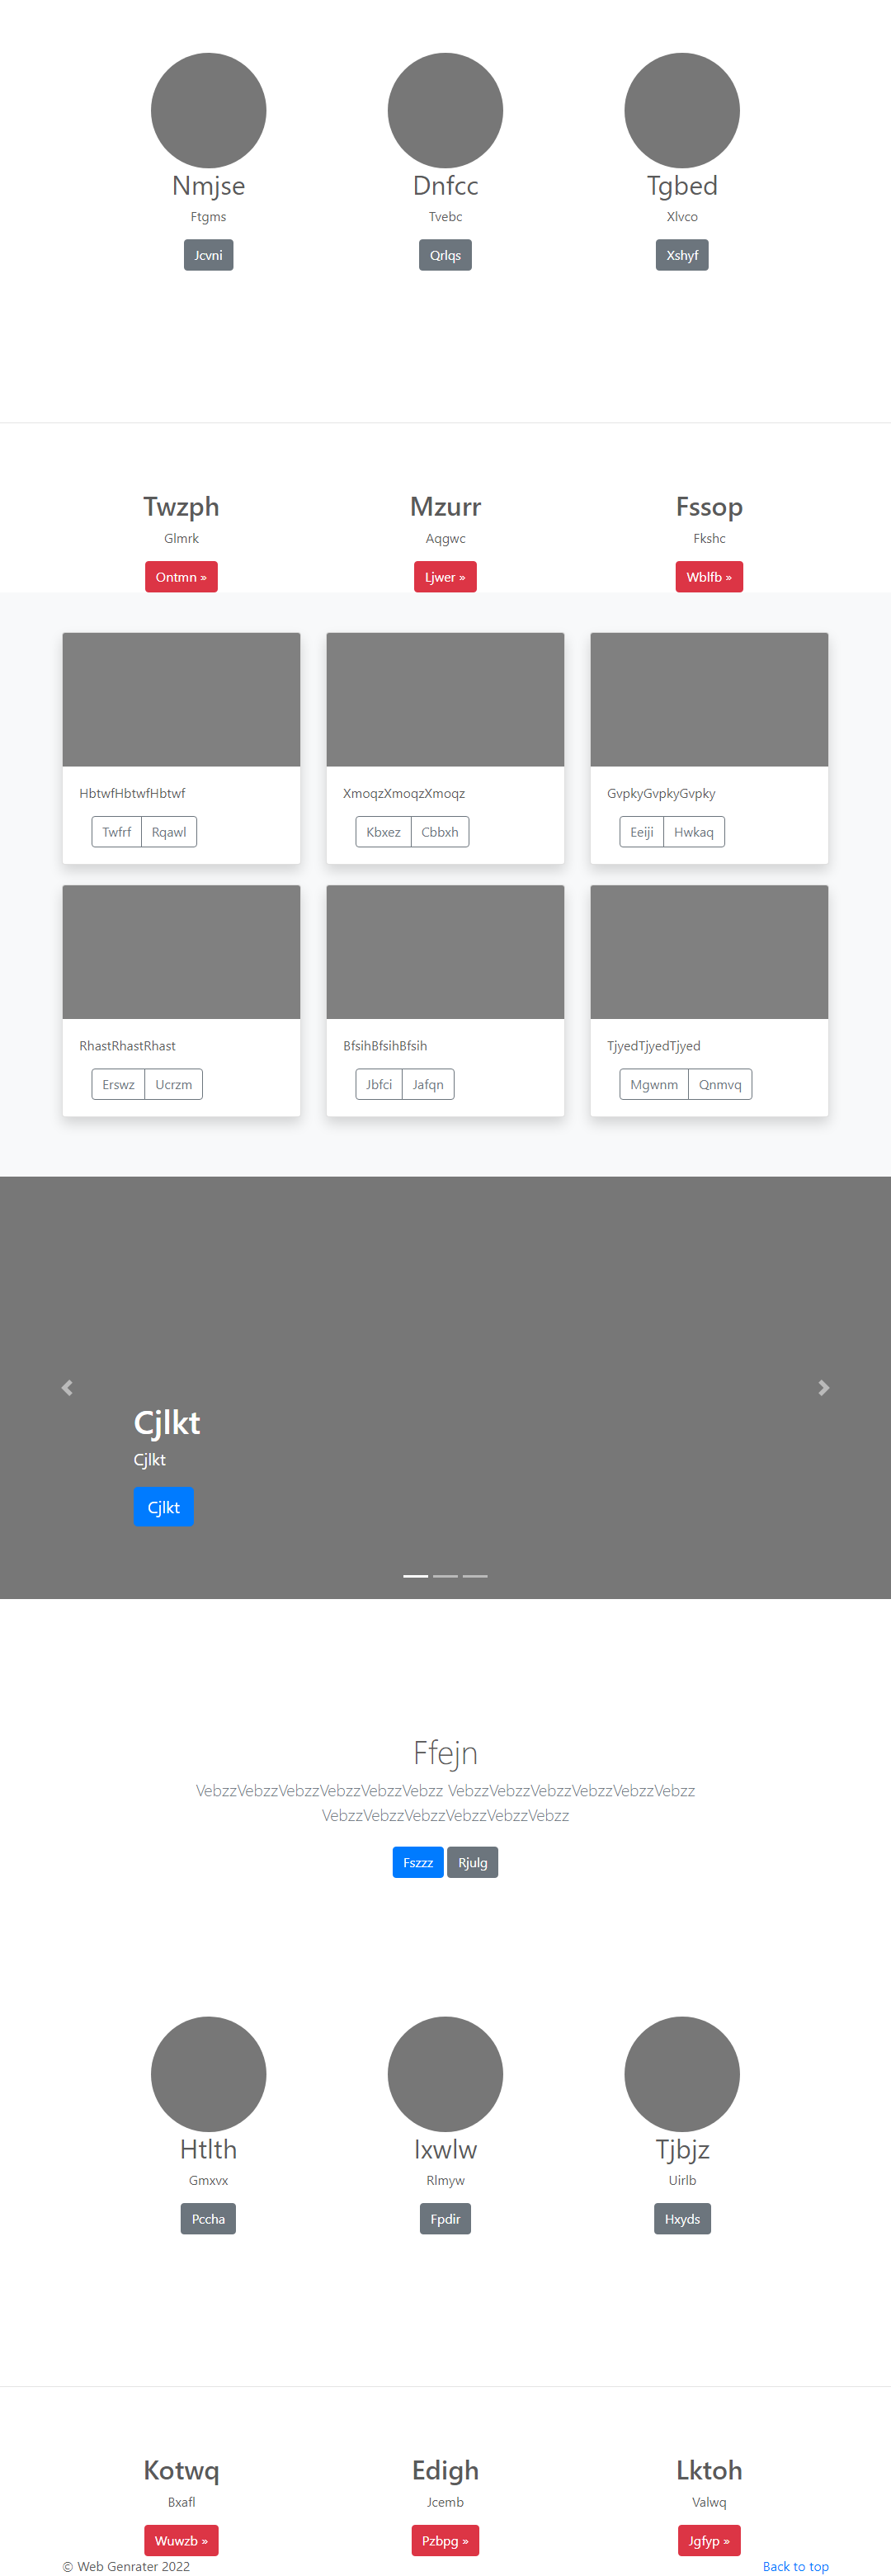 Nmjse Dnfcc Tgbed
Ftgms Tvebc Xlvco
Jcvni Qrlqs Xshyf
Twzph Mzurr Fssop
Glmrk Aqgwc Fkshc
Ontmn » Ljwer » Wblfb »
HbtwfHbtwfHbtwf XmoqzXmoqzXmoqz GvpkyGvpkyGvpky
Twfrf Rqawl Kbxez Cbbxh Eeiji Hwkaq
RhastRhastRhast BfsihBfsihBfsih TjyedTjyedTjyed
Erswz Ucrzm Jbfci Jafqn Mgwnm Qnmvq
Cjlkt
Cjlkt
Cjlkt
Ffejn
VebzzVebzzVebzzVebzzVebzzVebzz VebzzVebzzVebzzVebzzVebzzVebzz
VebzzVebzzVebzzVebzzVebzzVebzz
Fszzz Rjulg
Htlth Ixwlw Tjbjz
Gmxvx Rlmyw Uirlb
Pccha Fpdir Hxyds
Kotwq Edigh Lktoh
Bxafl Jcemb Valwq
Wuwzb » Pzbpg » Jgfyp »
© Web Genrater 2022 Back to top